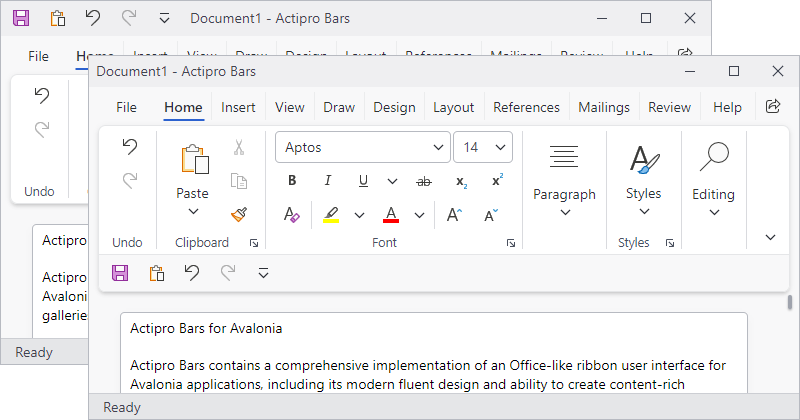 Document1 - Actipro Bars
File Home Insert View Draw Design Layout References Mailings Review Help
Undo
Actipro
Actipro
Avalonia
gallerie
Ready
Document1 - Actipro Bars
File Home Insert View Draw Design Layout References Mailings Review Help
Aptos 14
B I U ab x₂ x²
Paste
A A A A
Paragraph Styles Editing
Undo Clipboard Font Styles
Actipro Bars for Avalonia
Actipro Bars contains a comprehensive implementation of an Office-like ribbon user interface for
Avalonia applications, including its modern fluent design and ability to create content-rich
Ready